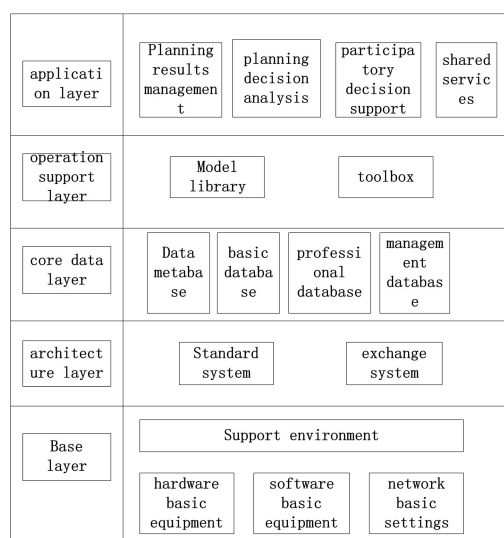 applicati
on layer
Planning
results
managemen
t
planning
decision
analysis
participa
tory
decision
support
shared
servic
es
operation
support
layer
Model
library
toolbox
core data
layer
Data
metaba
se
basic
databa
se
professi
onal
database
managem
ent
databas
e
architect
ure layer
Standard
system
exchange
system
Base
layer
Support environment
hardware
basic
equipment
software
basic
equipment
network
basic
settings